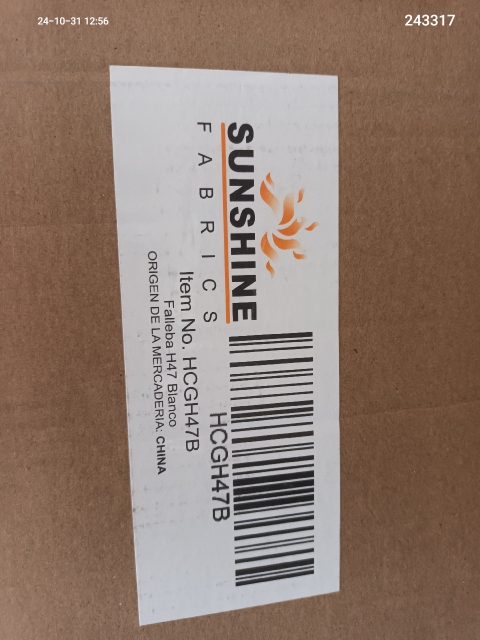 24-10-31 12:56
243317
SUNSHINE
FABRICS
HCGH47B
Item No. HCGH47B
Falleba H47 Blanco
ORIGEN DE LA MERCADERIA: CHINA